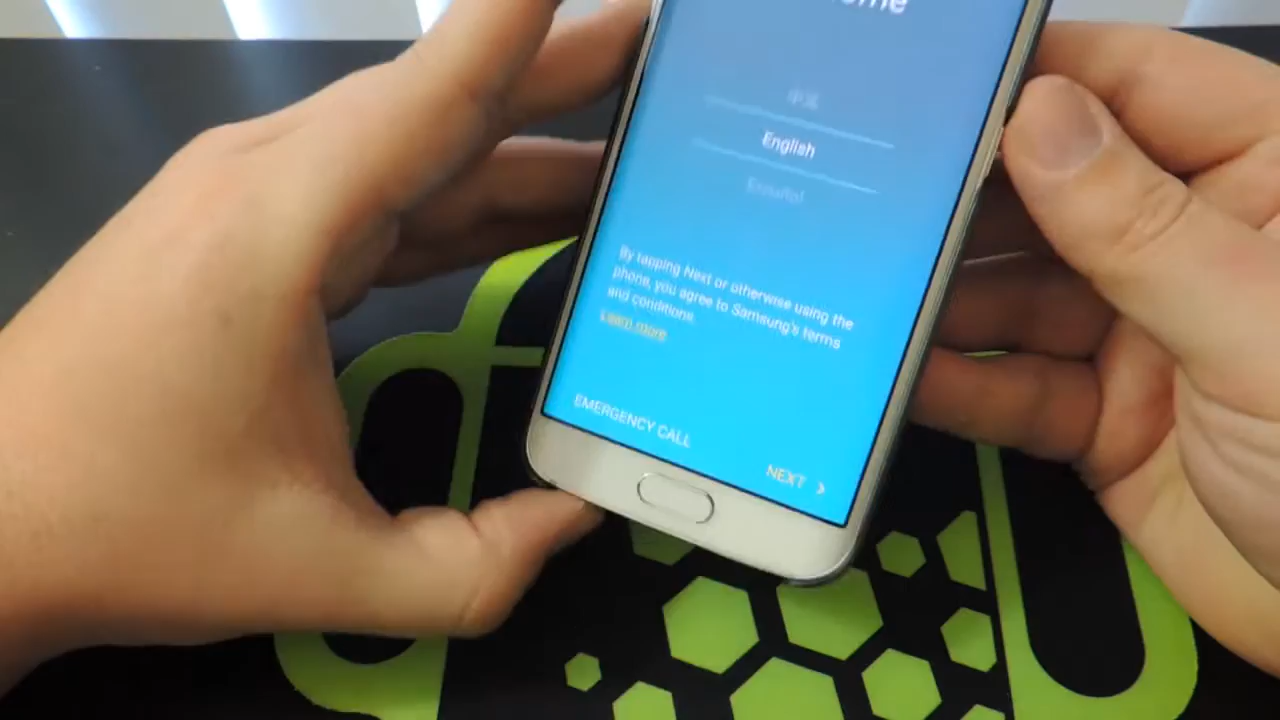 English
Español
By tapping Next or otherwise using the
phone, you agree to Samsung's terms
and conditions.
Learn more
EMERGENCY CALL
NEXT